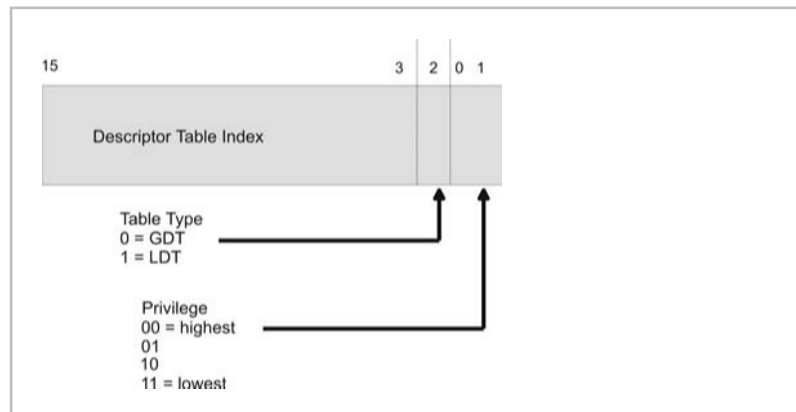 15 3 2 0 1
Descriptor Table Index
Table Type
0 = GDT
1 = LDT
Privilege
00 = highest
01
10
11 = lowest